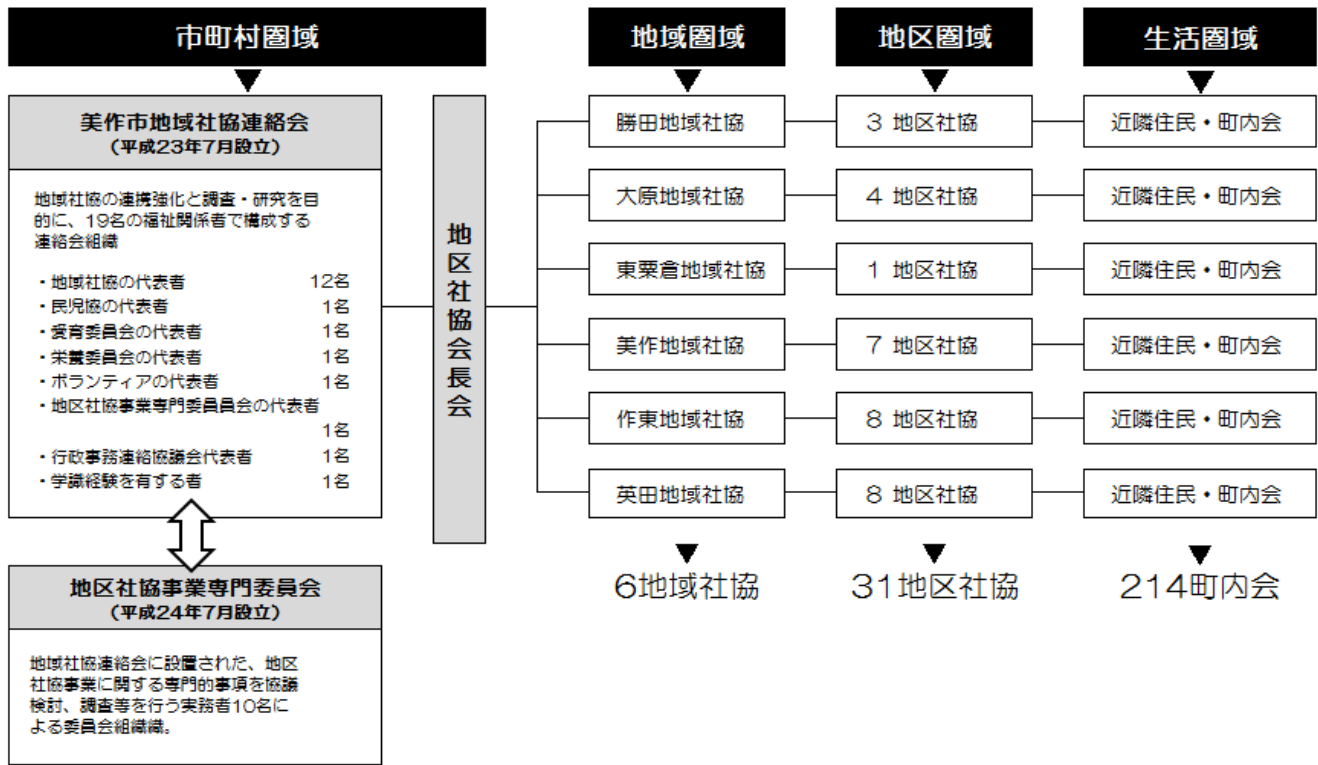 市町村圏域
美作市地域社協連絡会
(平成23年7月設立)
地域社協の連携強化と調査・研究を目
的に、19名の福祉関係者で構成する
連絡会組織
・地域社協の代表者 12名
・民児協の代表者 1名
・愛育委員会の代表者 1名
・栄養委員会の代表者 1名
・ボランティアの代表者 1名
・地区社協事業専門委員員会の代表者
1名
・行政事務連絡協議会代表者 1名
・学識経験を有する者 1名
地区社協事業専門委員会
(平成24年7月設立)
地域社協連絡会に設置された、地区
社協事業に関する専門的事項を協議
検討、調査等を行う実務者10名に
よる委員会組織織。
地区社協会長会
地域圏域
勝田地域社協
大原地域社協
東粟倉地域社協
美作地域社協
作東地域社協
英田地域社協
6地域社協
地区圏域
3 地区社協
4 地区社協
1 地区社協
7 地区社協
8 地区社協
8 地区社協
31地区社協
生活圏域
近隣住民・町内会
近隣住民・町内会
近隣住民・町内会
近隣住民・町内会
近隣住民・町内会
近隣住民・町内会
214町内会